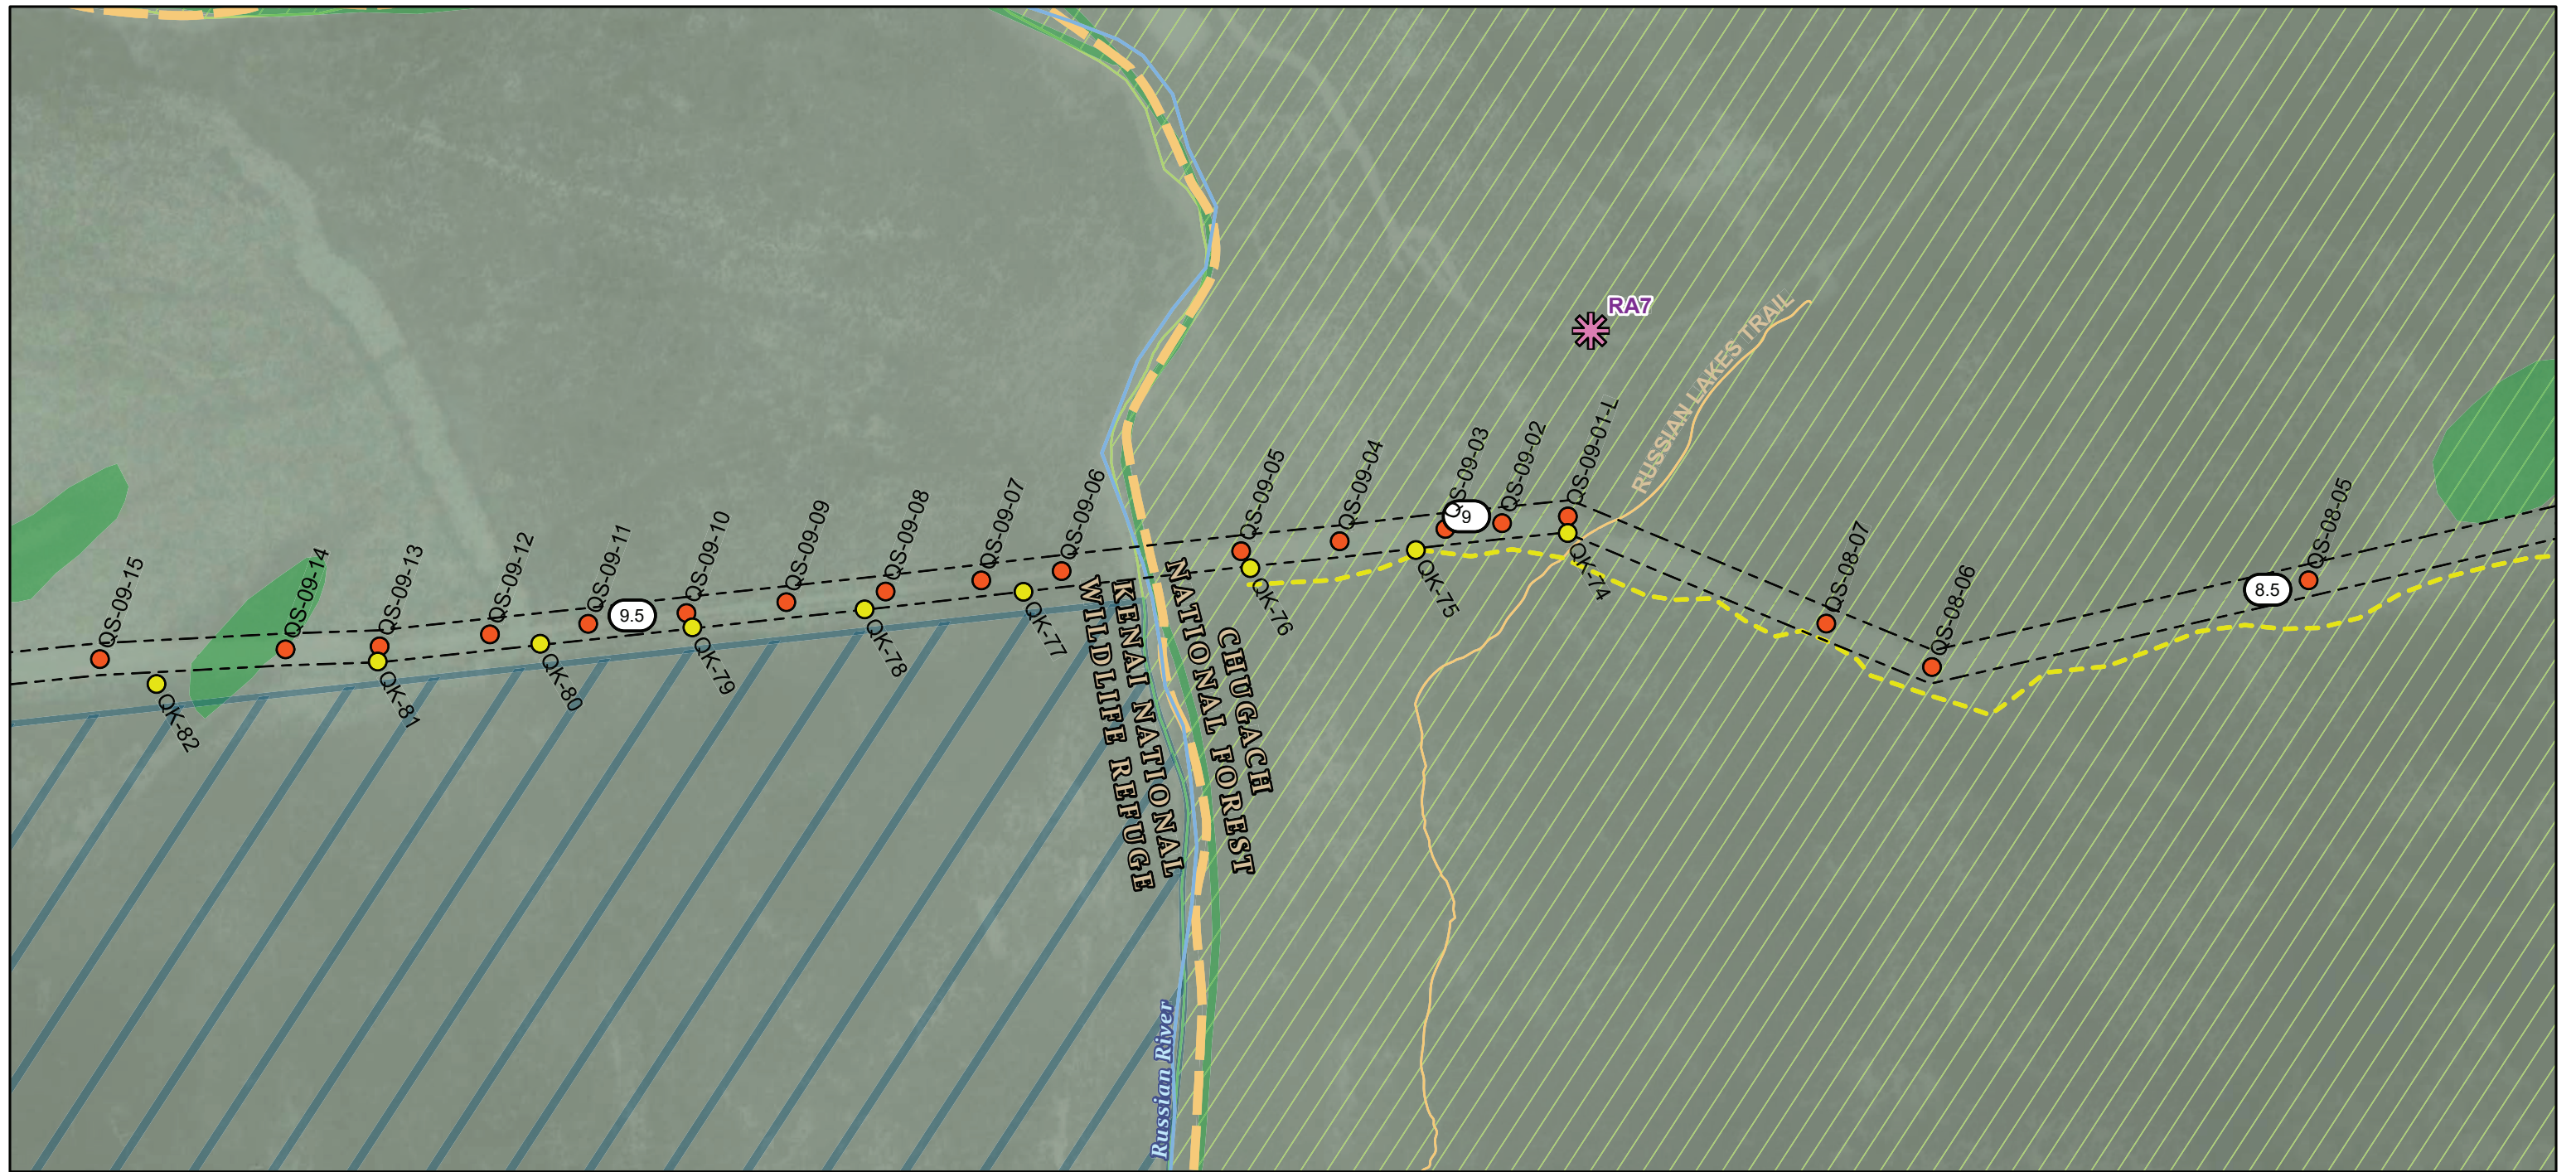 RA7
RUSSIAN LAKES TRAIL
QS-09-15
QS-09-14
QS-09-13
QS-09-12
QS-09-11
QS-09-10
QS-09-09
QS-09-08
QS-09-07
QS-09-06
QS-09-05
QS-09-04
QS-09-03
QS-09-02
QS-09-01-L
QS-08-07
QS-08-06
QS-08-05
9.5
9
8.5
QK-82
QK-81
QK-80
QK-79
QK-78
QK-77
QK-76
QK-75
QK-74
KENAI NATIONAL
WILDLIFE REFUGE
CHUGACH
NATIONAL FOREST
Russian River